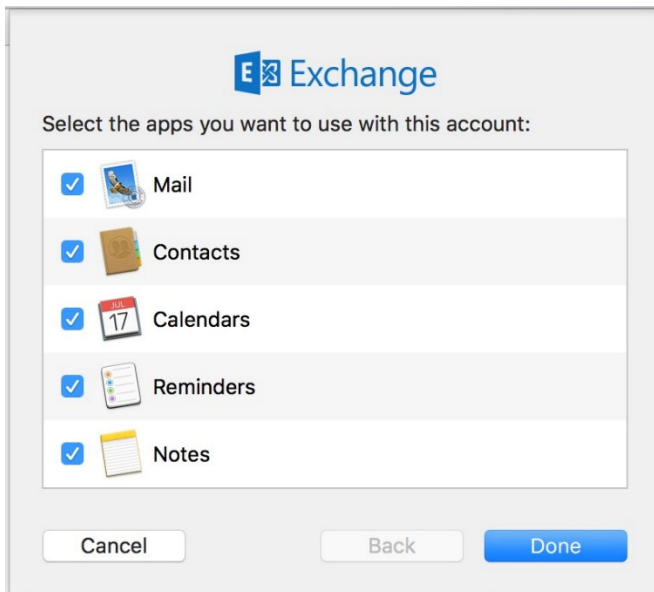 E Exchange
Select the apps you want to use with this account:
Mail
Contacts
JUL
17
Calendars
Reminders
Notes
Cancel
Back
Done